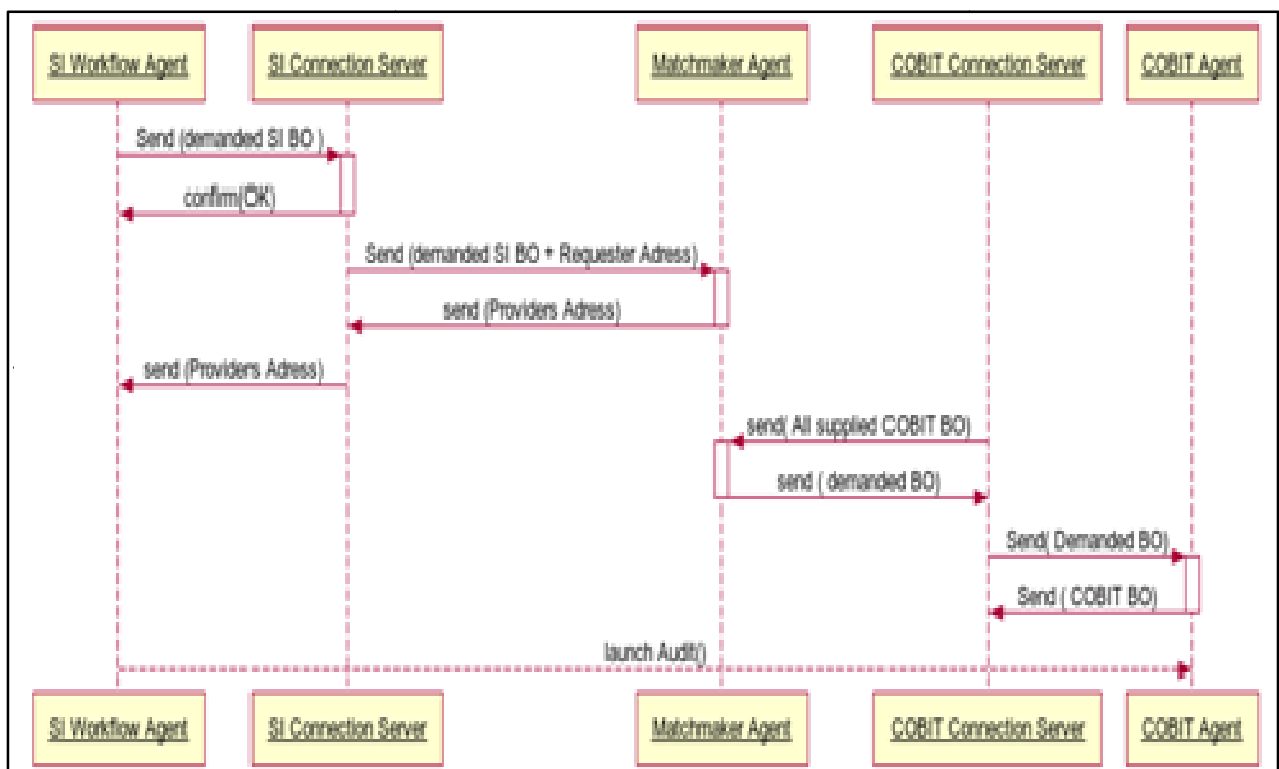 SI Workflow Agent
SI Connection Server
Matchmaker Agent
COBIT Connection Server
COBIT Agent
Send (demanded SI BO )
confirm(OK)
Send (demanded SI BO + Requester Adress)
send (Providers Adress)
send (Providers Adress)
send( All supplied COBIT BO)
send ( demanded BO)
Send( Demanded BO)
Send ( COBIT BO)
launch Audit()
SI Workflow Agent
SI Connection Server
Matchmaker Agent
COBIT Connection Server
COBIT Agent